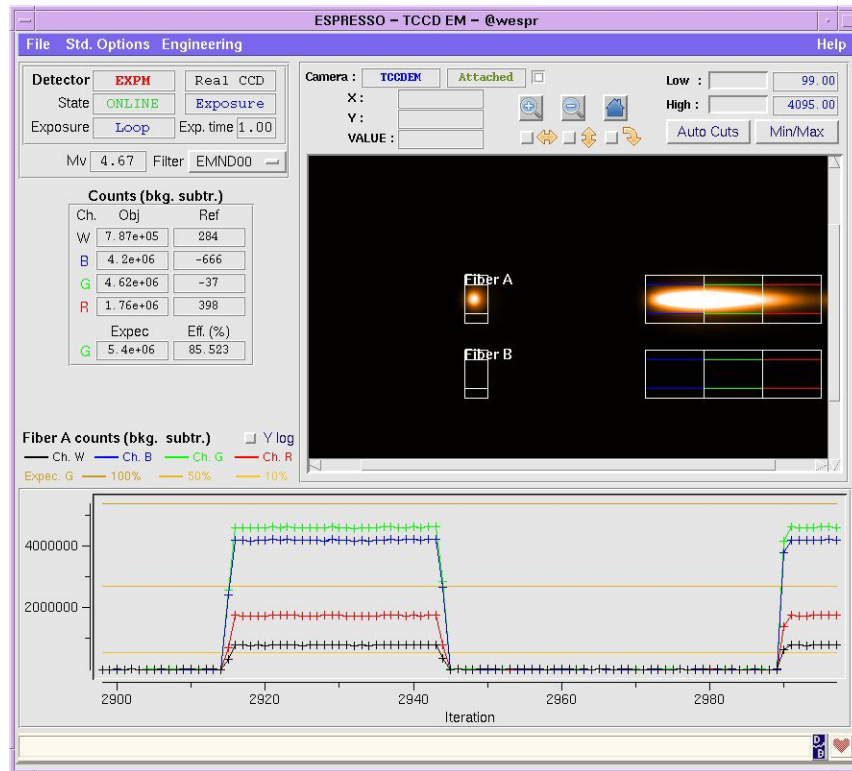 ESPRESSO - TCCD EM - @wespr
File Std. Options Engineering Help
Detector EXPM Real CCD
State ONLINE Exposure
Exposure Loop Exp. time 1.00
Mv 4.67 Filter EMND00
Camera : TCCDEM Attached
X :
Y :
VALUE :
Low : 99.00
High : 4095.00
Auto Cuts Min/Max
Counts (bkg. subtr.)
Ch. Obj Ref
W 7.87e+05 284
B 4.2e+06 -666
G 4.62e+06 -37
R 1.76e+06 398
Expec Eff. (%)
G 5.4e+06 85.523
Fiber A
Fiber B
Fiber A counts (bkg. subtr.) Y log
Ch. W Ch. B Ch. G Ch. R
Expec. G 100% 50% 10%
4000000
2000000
2900 2920 2940 2960 2980
Iteration
D
B